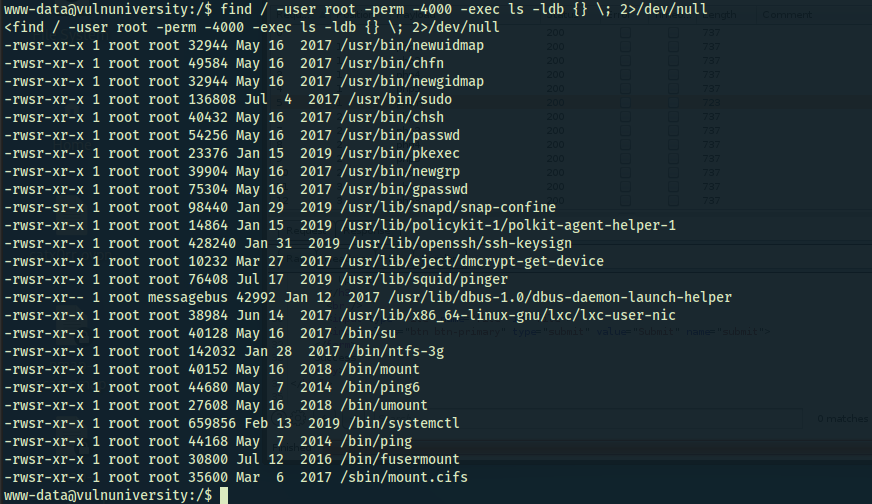 www-data@vulnuniversity:/$ find / -user root -perm -4000 -exec ls -ldb {} \; 2>/dev/null
<find / -user root -perm -4000 -exec ls -ldb {} \; 2>/dev/null
-rwsr-xr-x 1 root root 32944 May 16  2017 /usr/bin/newuidmap
-rwsr-xr-x 1 root root 49584 May 16  2017 /usr/bin/chfn
-rwsr-xr-x 1 root root 32944 May 16  2017 /usr/bin/newgidmap
-rwsr-xr-x 1 root root 136808 Jul  4  2017 /usr/bin/sudo
-rwsr-xr-x 1 root root 40432 May 16  2017 /usr/bin/chsh
-rwsr-xr-x 1 root root 54256 May 16  2017 /usr/bin/passwd
-rwsr-xr-x 1 root root 23376 Jan 15  2019 /usr/bin/pkexec
-rwsr-xr-x 1 root root 39904 May 16  2017 /usr/bin/newgrp
-rwsr-xr-x 1 root root 75304 May 16  2017 /usr/bin/gpasswd
-rwsr-sr-x 1 root root 98440 Jan 29  2019 /usr/lib/snapd/snap-confine
-rwsr-xr-x 1 root root 14864 Jan 15  2019 /usr/lib/policykit-1/polkit-agent-helper-1
-rwsr-xr-x 1 root root 428240 Jan 31  2019 /usr/lib/openssh/ssh-keysign
-rwsr-xr-x 1 root root 10232 Mar 27  2017 /usr/lib/eject/dmcrypt-get-device
-rwsr-xr-x 1 root root 76408 Jul 17  2019 /usr/lib/squid/pinger
-rwsr-xr-- 1 root messagebus 42992 Jan 12  2017 /usr/lib/dbus-1.0/dbus-daemon-launch-helper
-rwsr-xr-x 1 root root 38984 Jun 14  2017 /usr/lib/x86_64-linux-gnu/lxc/lxc-user-nic
-rwsr-xr-x 1 root root 40128 May 16  2017 /bin/su
-rwsr-xr-x 1 root root 142032 Jan 28  2017 /bin/ntfs-3g
-rwsr-xr-x 1 root root 40152 May 16  2018 /bin/mount
-rwsr-xr-x 1 root root 44680 May  7  2014 /bin/ping6
-rwsr-xr-x 1 root root 27608 May 16  2018 /bin/umount
-rwsr-xr-x 1 root root 659856 Feb 13  2019 /bin/systemctl
-rwsr-xr-x 1 root root 44168 May  7  2014 /bin/ping
-rwsr-xr-x 1 root root 30800 Jul 12  2016 /bin/fusermount
-rwsr-xr-x 1 root root 35600 Mar  6  2017 /sbin/mount.cifs
www-data@vulnuniversity:/$